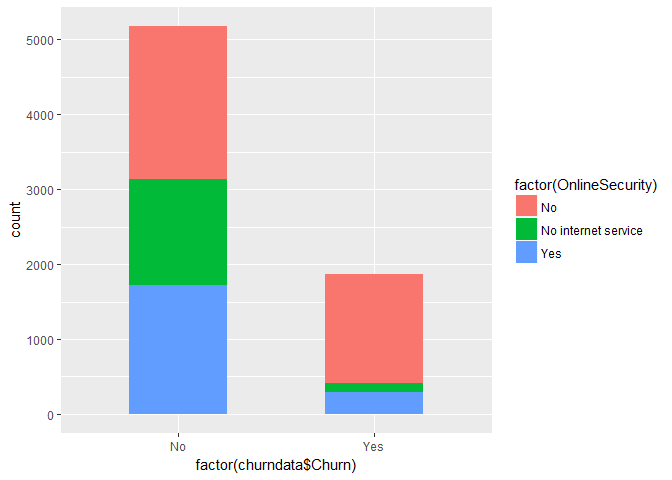 5000
4000
3000
2000
1000
0
count
No
Yes
factor(churndata$Churn)
factor(OnlineSecurity)
No
No internet service
Yes